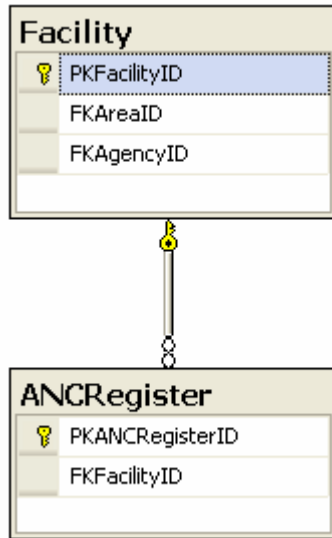 Facility
PKFacilityID
FKAreaID
FKAgencyID
ANCRegister
PKANCRegisterID
FKFacilityID